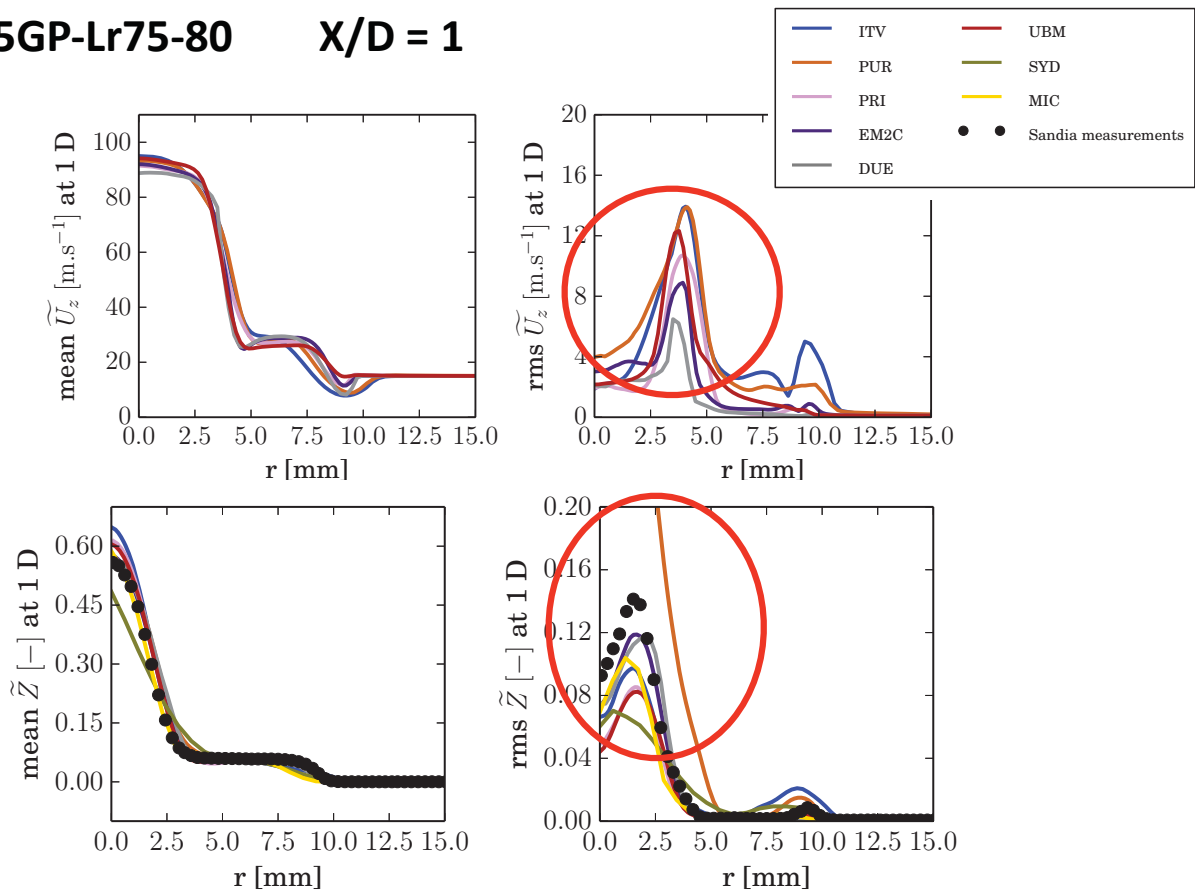 5GP-Lr75-80 X/D = 1
ITV UBM
PUR SYD
PRI MIC
EM2C Sandia measurements
DUE
mean Ũz [m.s⁻¹] at 1 D
100
80
60
40
20
0
0.0 2.5 5.0 7.5 10.0 12.5 15.0
r [mm]
rms Ũz [m.s⁻¹] at 1 D
20
16
12
8
4
0
0.0 2.5 5.0 7.5 10.0 12.5 15.0
r [mm]
mean Z̃ [−] at 1 D
0.60
0.45
0.30
0.15
0.00
0.0 2.5 5.0 7.5 10.0 12.5 15.0
r [mm]
rms Z̃ [−] at 1 D
0.20
0.16
0.12
0.08
0.04
0.00
0.0 2.5 5.0 7.5 10.0 12.5 15.0
r [mm]